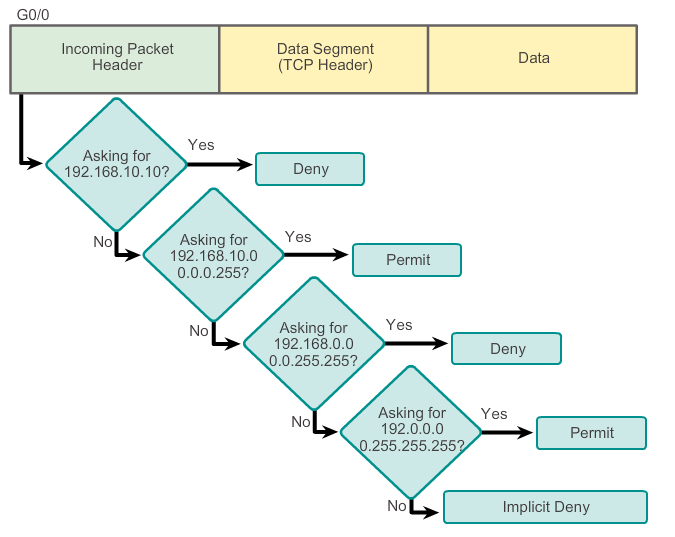 G0/0
Incoming Packet
Header
Data Segment
(TCP Header)
Data
Asking for
192.168.10.10?
Yes
Deny
No
Asking for
192.168.10.0
0.0.0.255?
Yes
Permit
No
Asking for
192.168.0.0
0.0.255.255?
Yes
Deny
No
Asking for
192.0.0.0
0.255.255.255?
Yes
Permit
No
Implicit Deny